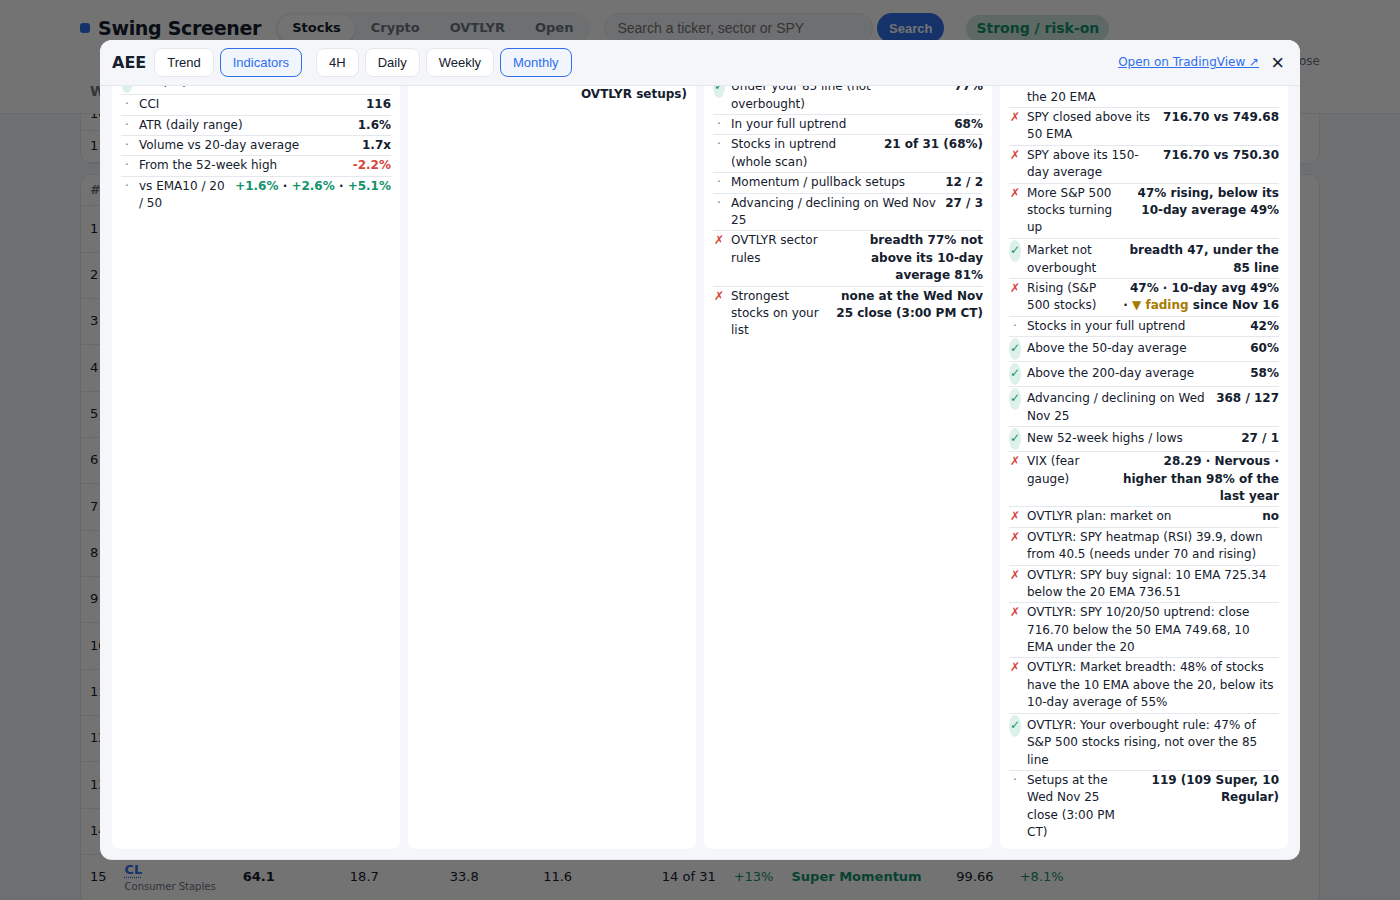 Swing Screener Stocks Crypto OVTLYR Open Search a ticker, sector or SPY Search Strong / risk-on
AEE Trend Indicators 4H Daily Weekly Monthly Open on TradingView ↗ ✕
· CCI 116
· ATR (daily range) 1.6%
· Volume vs 20-day average 1.7x
· From the 52-week high -2.2%
· vs EMA10 / 20 / 50 +1.6% · +2.6% · +5.1%
OVTLYR setups)
✓ Under your 85 line (not 77%
overbought)
· In your full uptrend 68%
· Stocks in uptrend 21 of 31 (68%)
(whole scan)
· Momentum / pullback setups 12 / 2
· Advancing / declining on Wed Nov 27 / 3
25
✗ OVTLYR sector breadth 77% not
rules above its 10-day
average 81%
✗ Strongest none at the Wed Nov
stocks on your 25 close (3:00 PM CT)
list
the 20 EMA
✗ SPY closed above its 716.70 vs 749.68
50 EMA
✗ SPY above its 150- 716.70 vs 750.30
day average
✗ More S&P 500 47% rising, below its
stocks turning 10-day average 49%
up
✓ Market not breadth 47, under the
overbought 85 line
✗ Rising (S&P 47% · 10-day avg 49%
500 stocks) · ▼ fading since Nov 16
· Stocks in your full uptrend 42%
✓ Above the 50-day average 60%
✓ Above the 200-day average 58%
✓ Advancing / declining on Wed 368 / 127
Nov 25
✓ New 52-week highs / lows 27 / 1
✗ VIX (fear 28.29 · Nervous ·
gauge) higher than 98% of the
last year
✗ OVTLYR plan: market on no
✗ OVTLYR: SPY heatmap (RSI) 39.9, down
from 40.5 (needs under 70 and rising)
✗ OVTLYR: SPY buy signal: 10 EMA 725.34
below the 20 EMA 736.51
✗ OVTLYR: SPY 10/20/50 uptrend: close
716.70 below the 50 EMA 749.68, 10
EMA under the 20
✗ OVTLYR: Market breadth: 48% of stocks
have the 10 EMA above the 20, below its
10-day average of 55%
✓ OVTLYR: Your overbought rule: 47% of
S&P 500 stocks rising, not over the 85
line
· Setups at the 119 (109 Super, 10
Wed Nov 25 Regular)
close (3:00 PM
CT)
#
1
2
3
4
5
6
7
8
9
15 CL 64.1 18.7 33.8 11.6 14 of 31 +13% Super Momentum 99.66 +8.1%
Consumer Staples